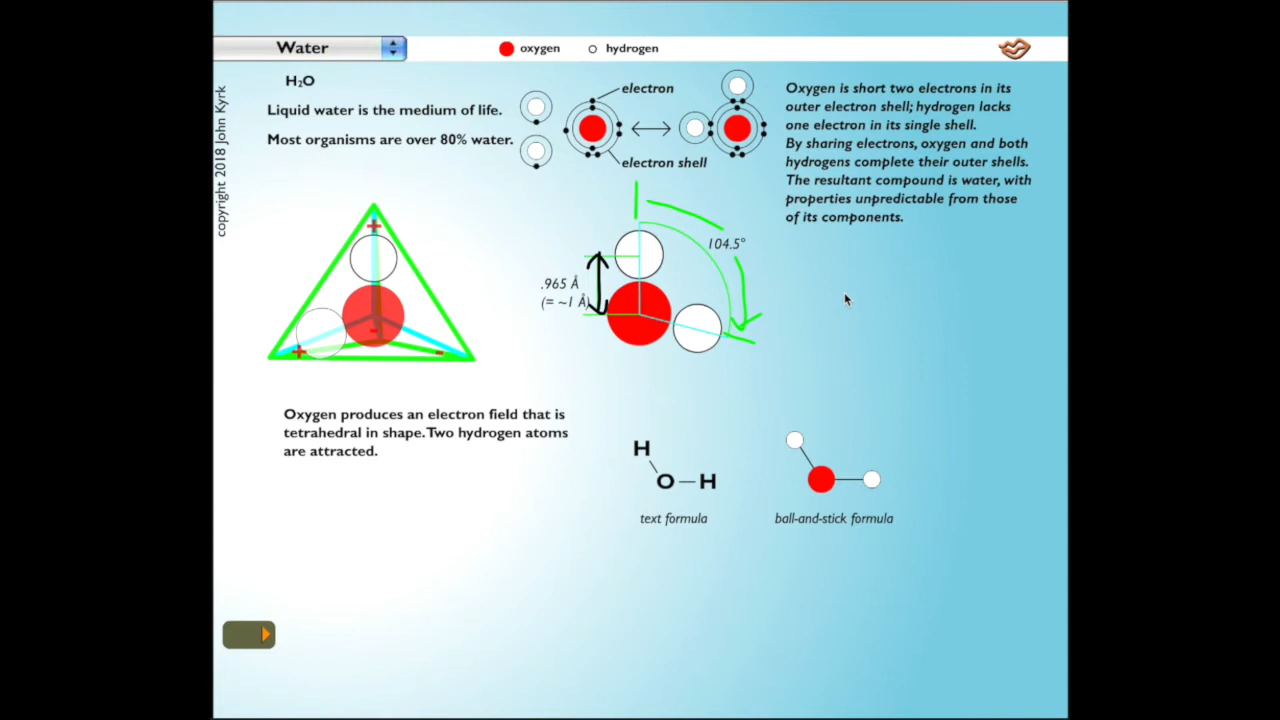 Water
oxygen
hydrogen
H₂O
Liquid water is the medium of life.
Most organisms are over 80% water.
electron
electron shell
Oxygen is short two electrons in its
outer electron shell; hydrogen lacks
one electron in its single shell.
By sharing electrons, oxygen and both
hydrogens complete their outer shells.
The resultant compound is water, with
properties unpredictable from those
of its components.
copyright 2018 John Kyrk
+
+
-
-
.965 Å
(= ~1 Å)
104.5°
Oxygen produces an electron field that is
tetrahedral in shape. Two hydrogen atoms
are attracted.
H
O — H
text formula
ball-and-stick formula